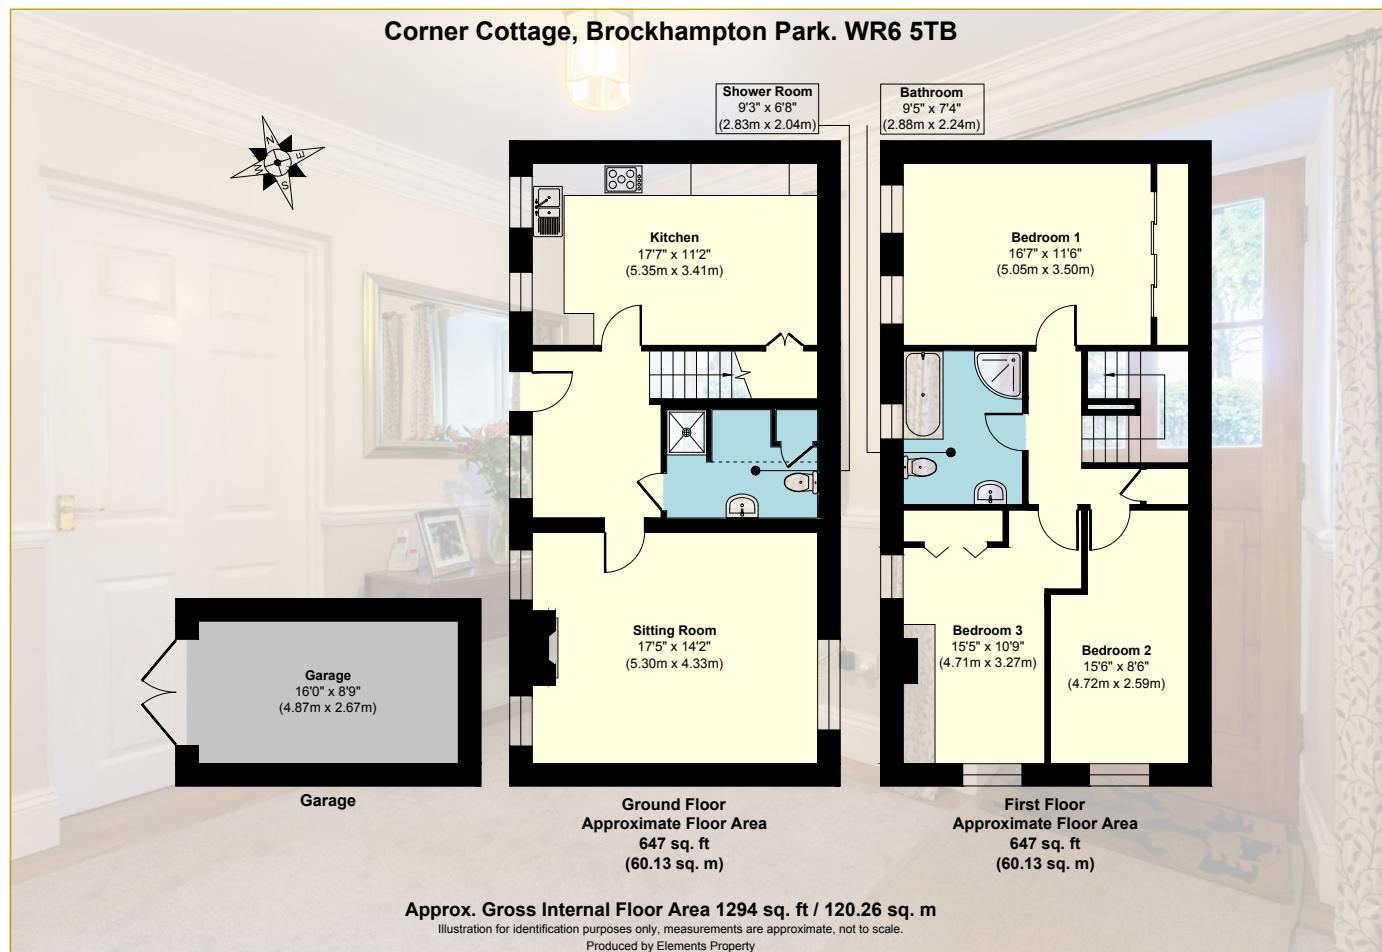 Corner Cottage, Brockhampton Park. WR6 5TB
Shower Room
9'3" x 6'8"
(2.83m x 2.04m)
Bathroom
9'5" x 7'4"
(2.88m x 2.24m)
N
E
S
W
Kitchen
17'7" x 11'2"
(5.35m x 3.41m)
Bedroom 1
16'7" x 11'6"
(5.05m x 3.50m)
Sitting Room
17'5" x 14'2"
(5.30m x 4.33m)
Bedroom 3
15'5" x 10'9"
(4.71m x 3.27m)
Bedroom 2
15'6" x 8'6"
(4.72m x 2.59m)
Garage
16'0" x 8'9"
(4.87m x 2.67m)
Garage
Ground Floor
Approximate Floor Area
647 sq. ft
(60.13 sq. m)
First Floor
Approximate Floor Area
647 sq. ft
(60.13 sq. m)
Approx. Gross Internal Floor Area 1294 sq. ft / 120.26 sq. m
Illustration for identification purposes only, measurements are approximate, not to scale.
Produced by Elements Property